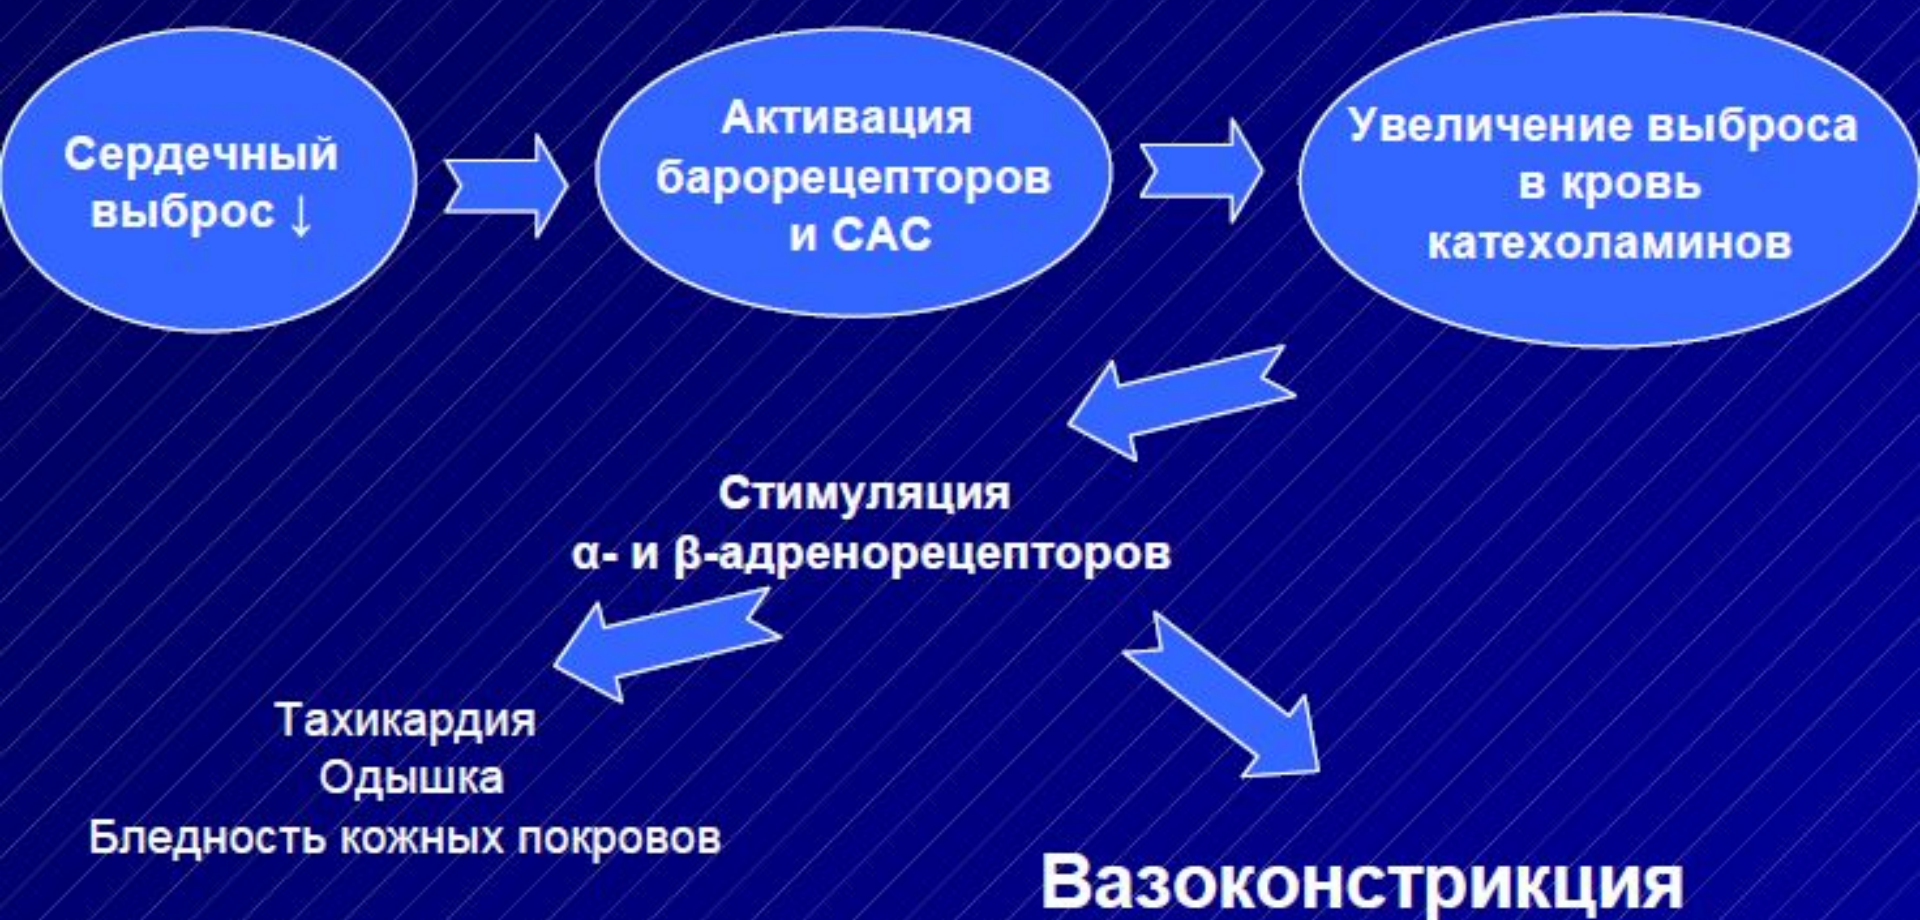 Сердечный
выброс ↓
Активация
барорецепторов
и САС
Увеличение выброса
в кровь
катехоламинов
Стимуляция
α- и β-адренорецепторов
Тахикардия
Одышка
Бледность кожных покровов
Вазоконстрикция